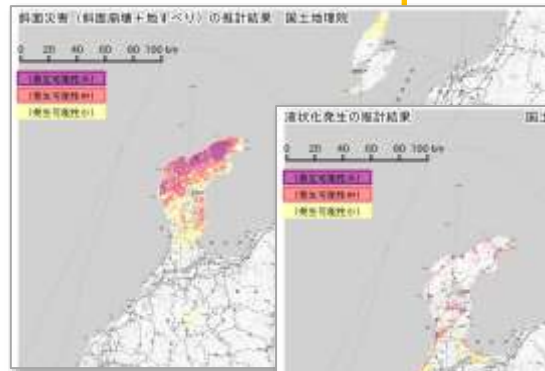 斜面災害（斜面崩壊＋地すべり）の推計結果　国土地理院
0 20 40 60 80 100 km
（発生可能性大）
（発生可能性中）
（発生可能性小）
液状化発生の推計結果　国土
0 20 40 60 80 100 km
（発生可能性大）
（発生可能性中）
（発生可能性小）